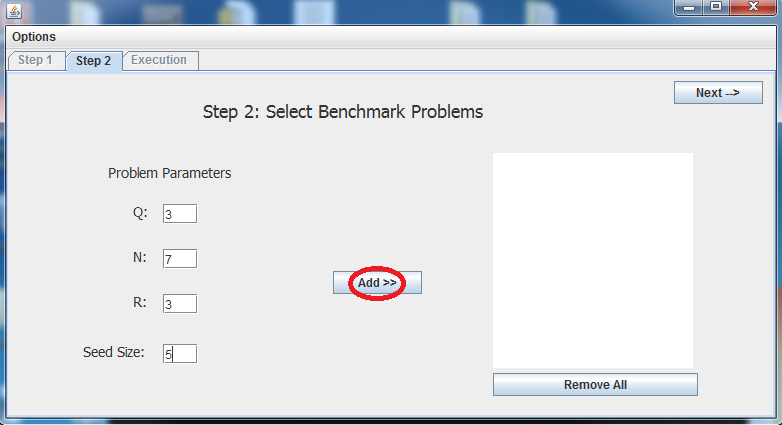 Options
Step 1 Step 2 Execution
Next -->
Step 2: Select Benchmark Problems
Problem Parameters
Q: 3
N: 7
Add >>
R: 3
Seed Size: 5
Remove All